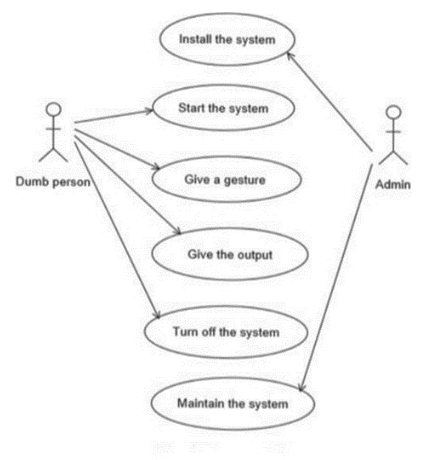 Install the system
Start the system
Dumb person
Give a gesture
Admin
Give the output
Turn off the system
Maintain the system